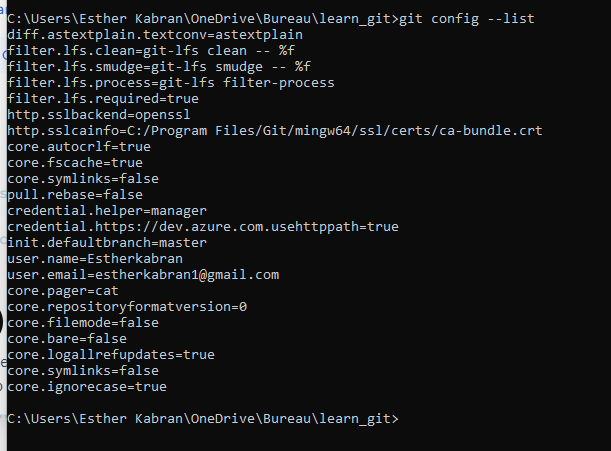 C:\Users\Esther Kabran\OneDrive\Bureau\learn_git>git config --list
diff.astextplain.textconv=astextplain
filter.lfs.clean=git-lfs clean -- %f
filter.lfs.smudge=git-lfs smudge -- %f
filter.lfs.process=git-lfs filter-process
filter.lfs.required=true
http.sslbackend=openssl
http.sslcainfo=C:/Program Files/Git/mingw64/ssl/certs/ca-bundle.crt
core.autocrlf=true
core.fscache=true
core.symlinks=false
pull.rebase=false
credential.helper=manager
credential.https://dev.azure.com.usehttppath=true
init.defaultbranch=master
user.name=Estherkabran
user.email=estherkabran1@gmail.com
core.pager=cat
core.repositoryformatversion=0
core.filemode=false
core.bare=false
core.logallrefupdates=true
core.symlinks=false
core.ignorecase=true
C:\Users\Esther Kabran\OneDrive\Bureau\learn_git>